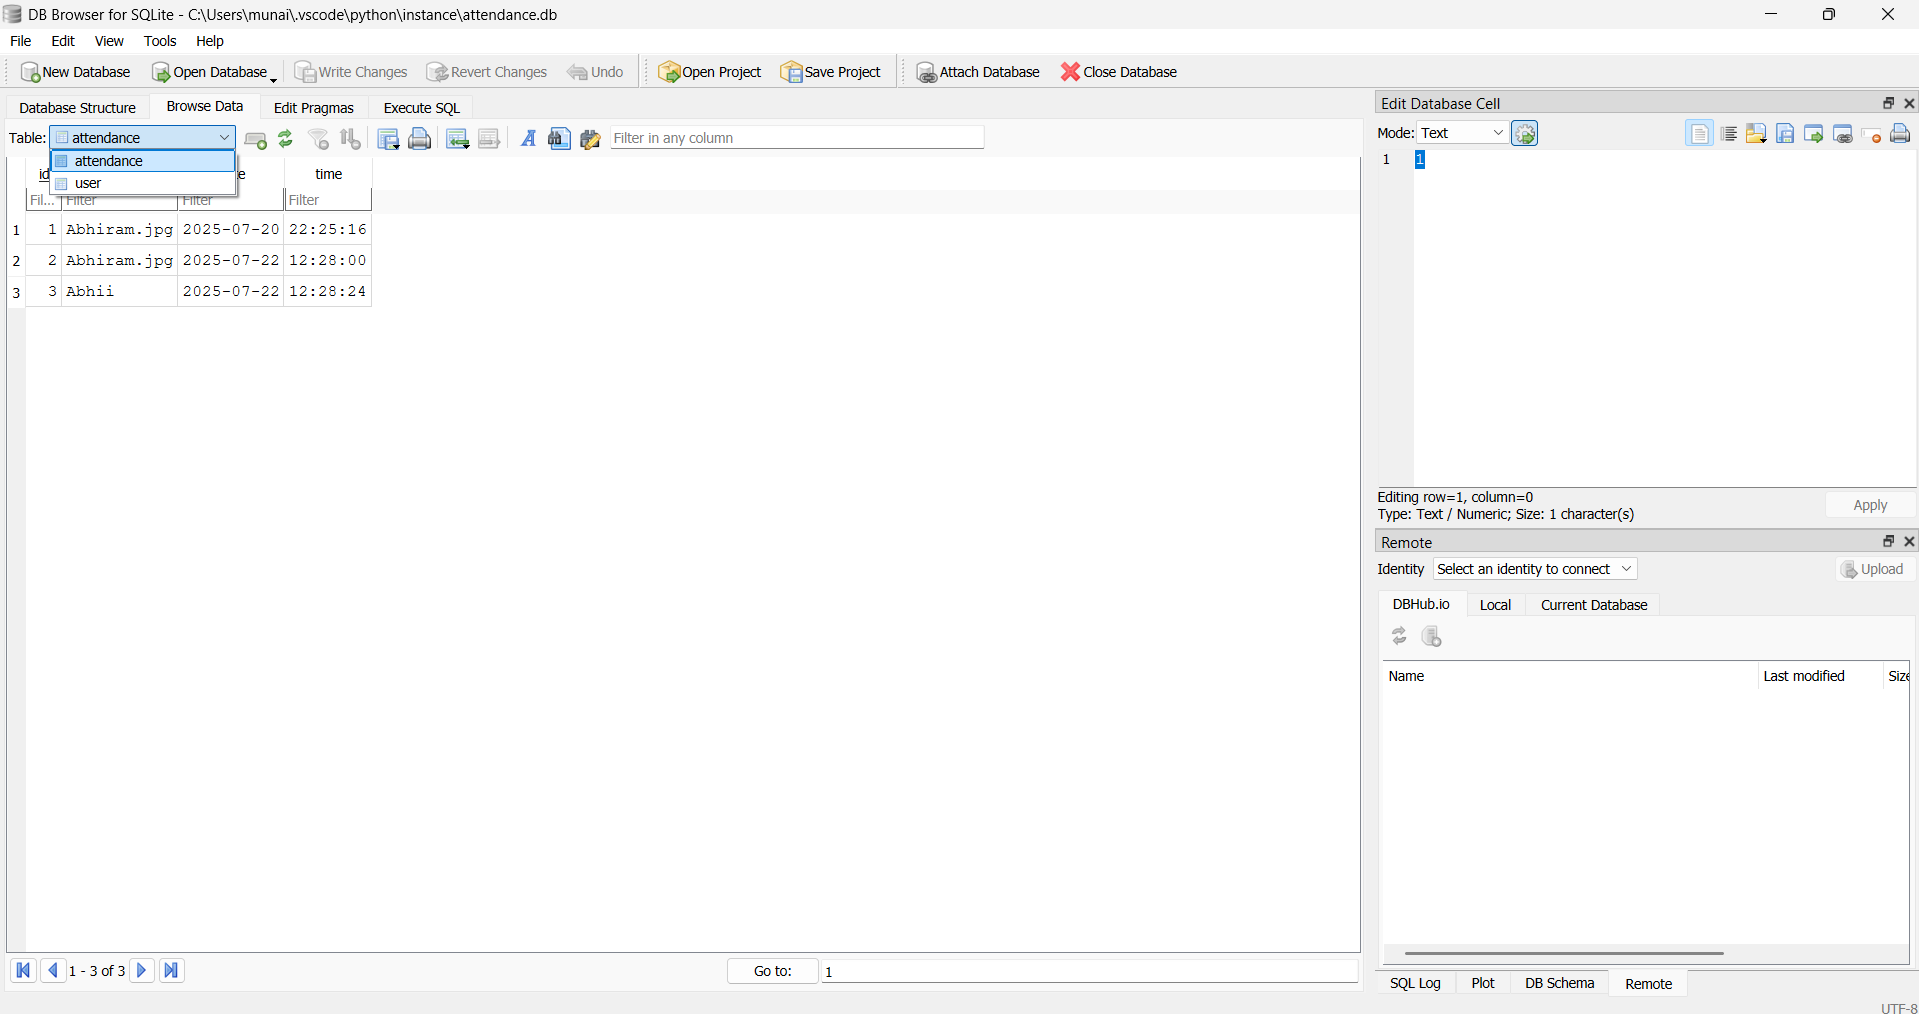 DB Browser for SQLite - C:\Users\munai\.vscode\python\instance\attendance.db
File Edit View Tools Help
New Database Open Database Write Changes Revert Changes Undo Open Project Save Project Attach Database Close Database
Database Structure Browse Data Edit Pragmas Execute SQL
Table: attendance Filter in any column
attendance
user
id e time
Fil... Filter Filter Filter
1 1 Abhiram.jpg 2025-07-20 22:25:16
2 2 Abhiram.jpg 2025-07-22 12:28:00
3 3 Abhii 2025-07-22 12:28:24
1 - 3 of 3 Go to: 1
Edit Database Cell
Mode: Text
1 1
Editing row=1, column=0
Type: Text / Numeric; Size: 1 character(s)
Apply
Remote
Identity Select an identity to connect Upload
DBHub.io Local Current Database
Name Last modified Size
SQL Log Plot DB Schema Remote
UTF-8